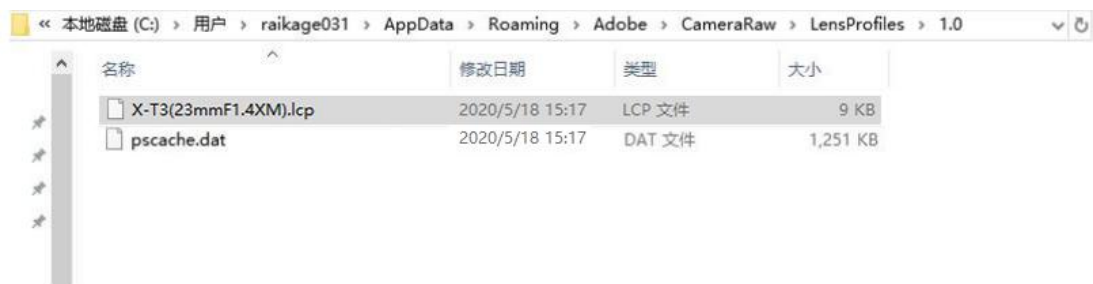 « 本地磁盘 (C:) › 用户 › raikage031 › AppData › Roaming › Adobe › CameraRaw › LensProfiles › 1.0
名称 修改日期 类型 大小
X-T3(23mmF1.4XM).lcp 2020/5/18 15:17 LCP 文件 9 KB
pscache.dat 2020/5/18 15:17 DAT 文件 1,251 KB